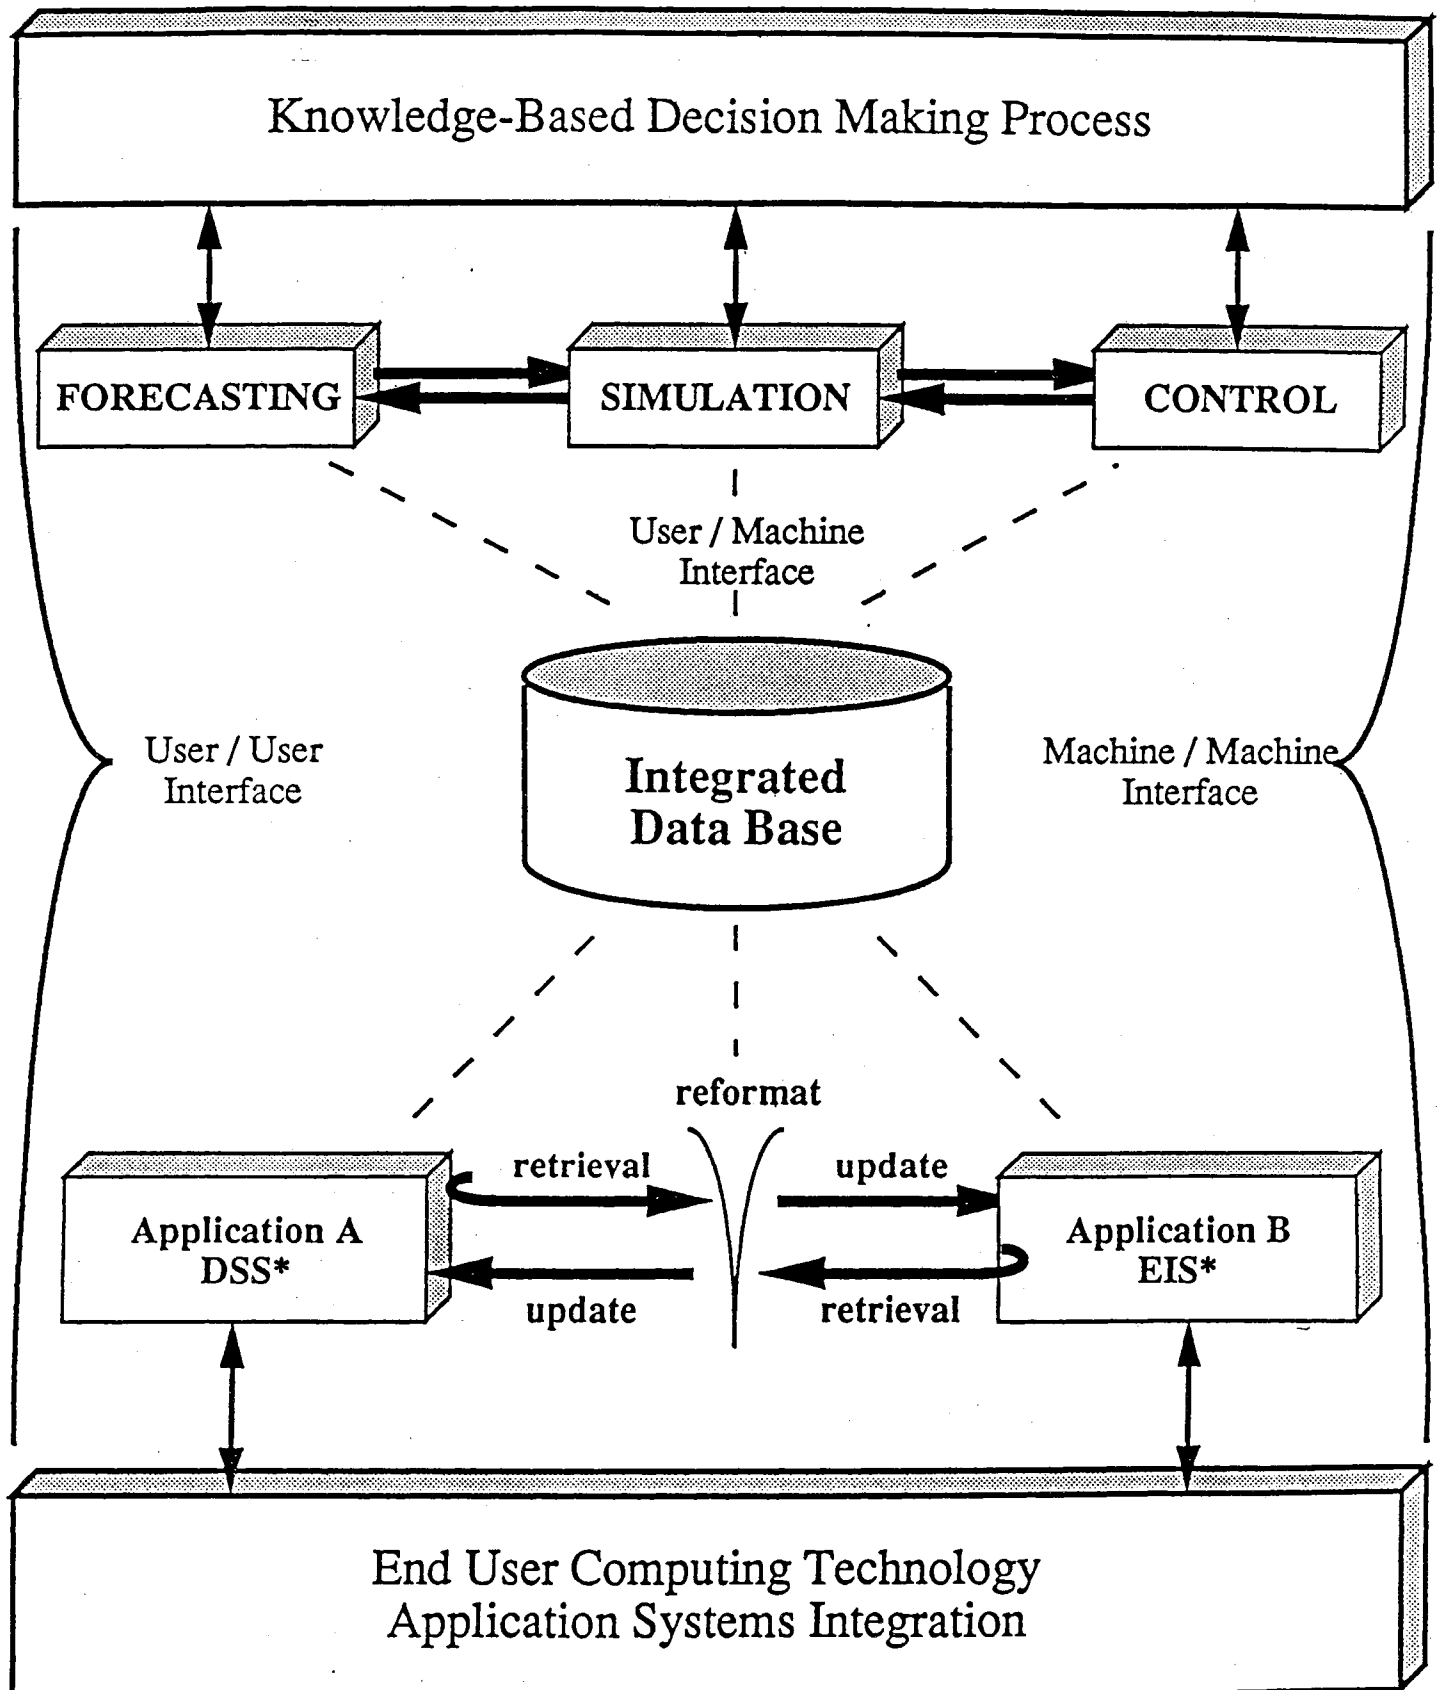 Knowledge-Based Decision Making Process
FORECASTING
SIMULATION
CONTROL
User / Machine
Interface
User / User
Interface
Integrated
Data Base
Machine / Machine
Interface
reformat
retrieval
update
Application A
DSS*
Application B
EIS*
update
retrieval
End User Computing Technology
Application Systems Integration